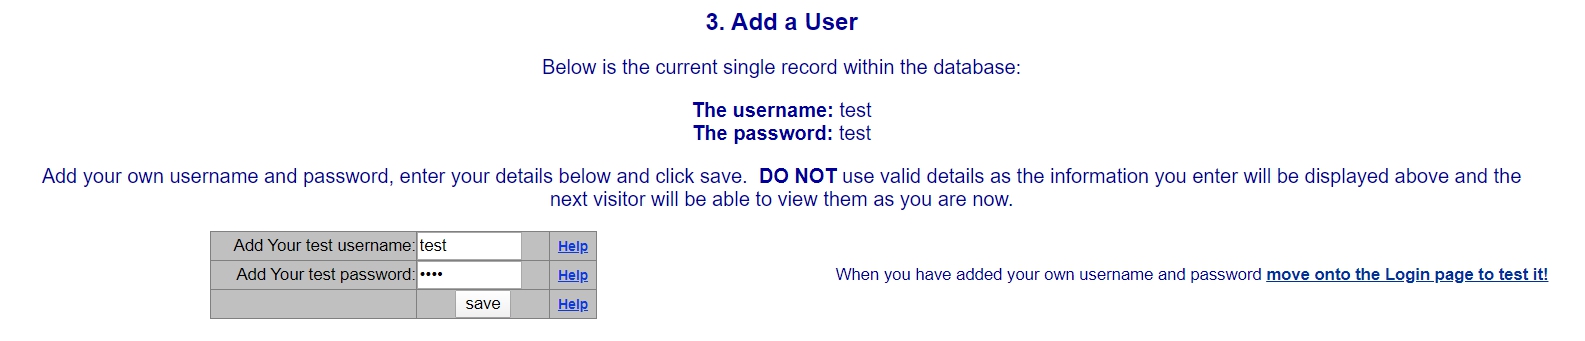 3. Add a User
Below is the current single record within the database:
The username: test
The password: test
Add your own username and password, enter your details below and click save.  DO NOT use valid details as the information you enter will be displayed above and the
next visitor will be able to view them as you are now.
Add Your test username: test Help
Add Your test password: •••• Help
save Help
When you have added your own username and password move onto the Login page to test it!